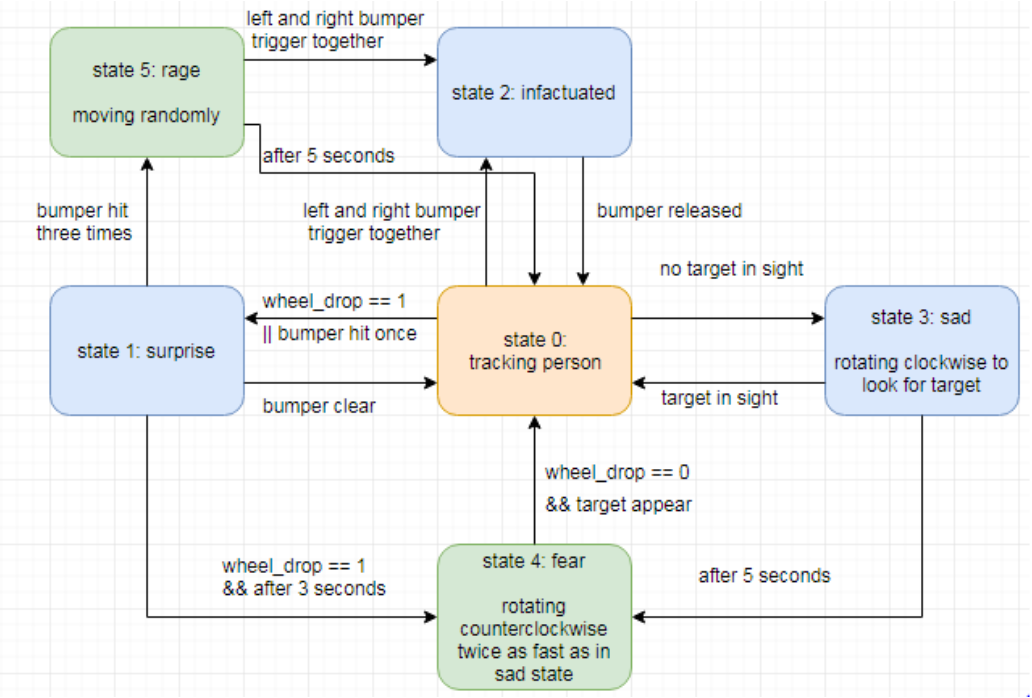 left and right bumper
trigger together
state 5: rage
moving randomly
state 2: infactuated
after 5 seconds
bumper hit
three times
left and right bumper
trigger together
bumper released
no target in sight
wheel_drop == 1
|| bumper hit once
state 1: surprise
state 0:
tracking person
state 3: sad
rotating clockwise to
look for target
bumper clear
target in sight
wheel_drop == 0
&& target appear
wheel_drop == 1
&& after 3 seconds
state 4: fear
rotating
counterclockwise
twice as fast as in
sad state
after 5 seconds